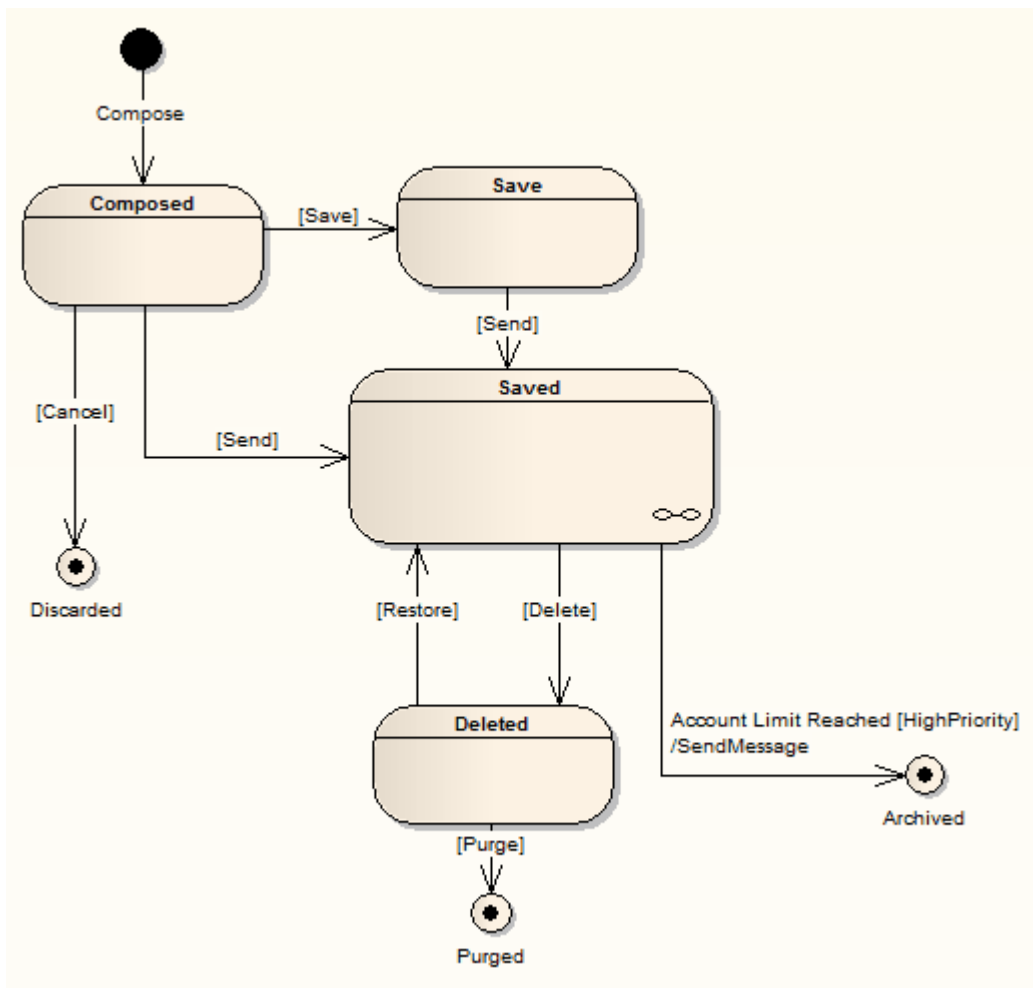 Compose
Composed
Save
[Save]
[Send]
Saved
[Cancel]
[Send]
[Restore]
[Delete]
Discarded
Deleted
Account Limit Reached [HighPriority]
/SendMessage
Archived
[Purge]
Purged